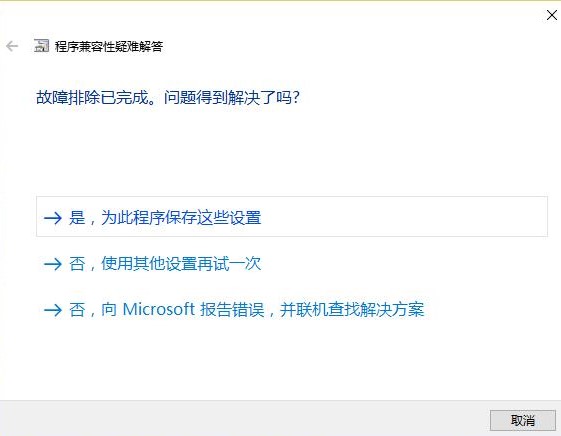 程序兼容性疑难解答
故障排除已完成。问题得到解决了吗?
是，为此程序保存这些设置
否，使用其他设置再试一次
否，向 Microsoft 报告错误，并联机查找解决方案
取消